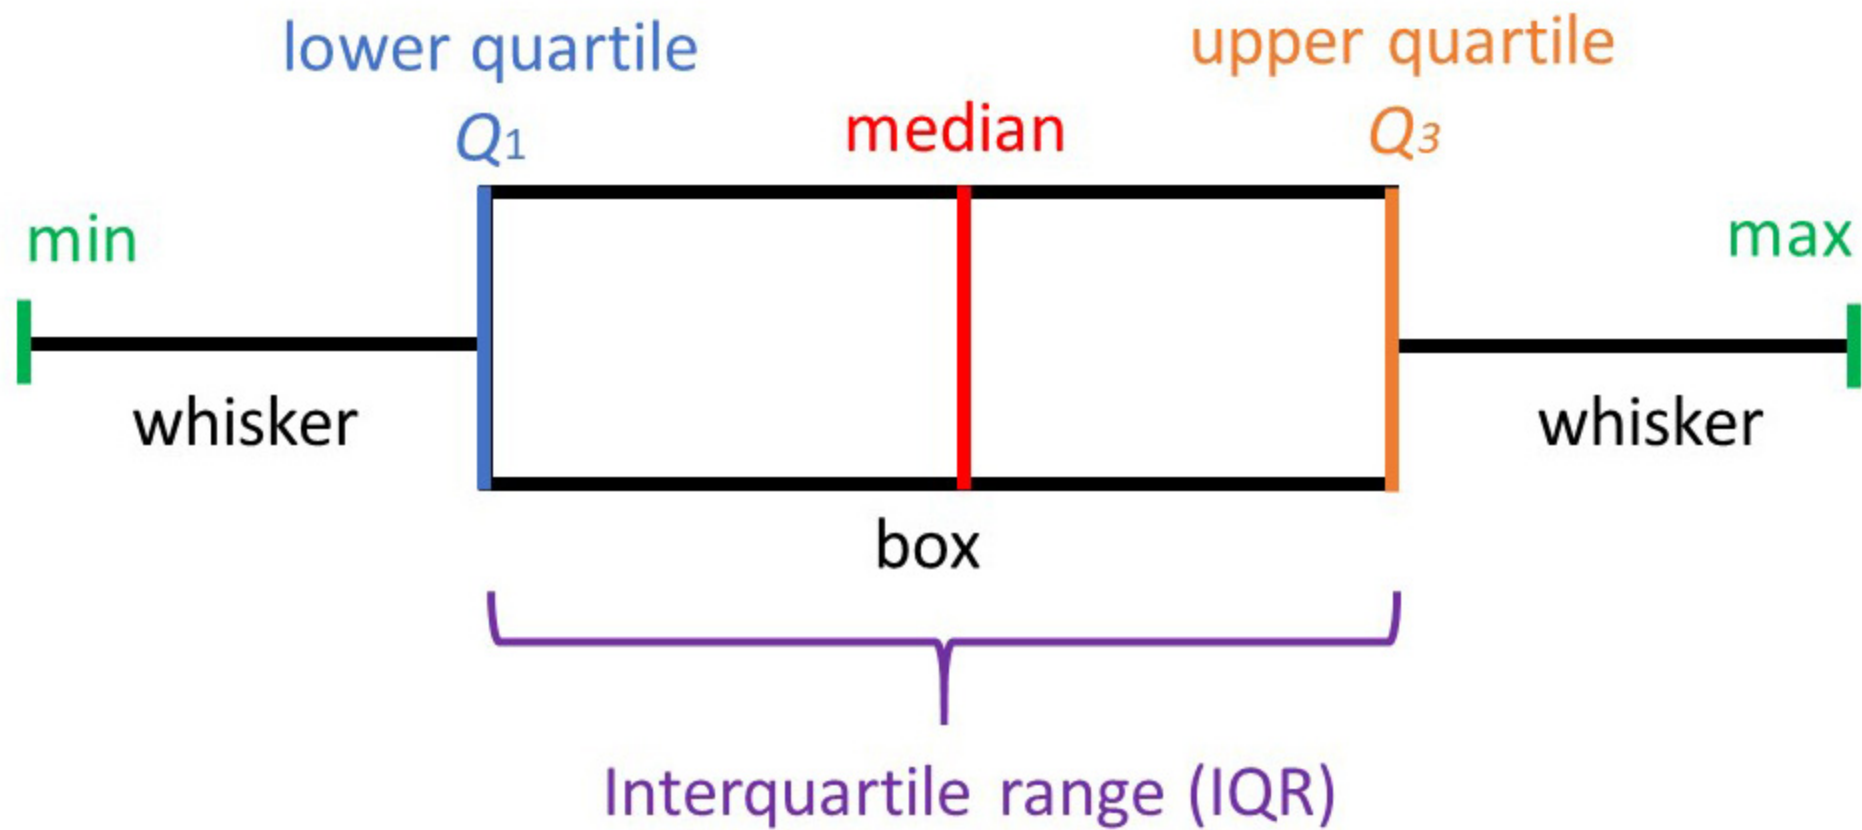 lower quartile
upper quartile
Q1
median
Q3
min
max
whisker
whisker
box
Interquartile range (IQR)